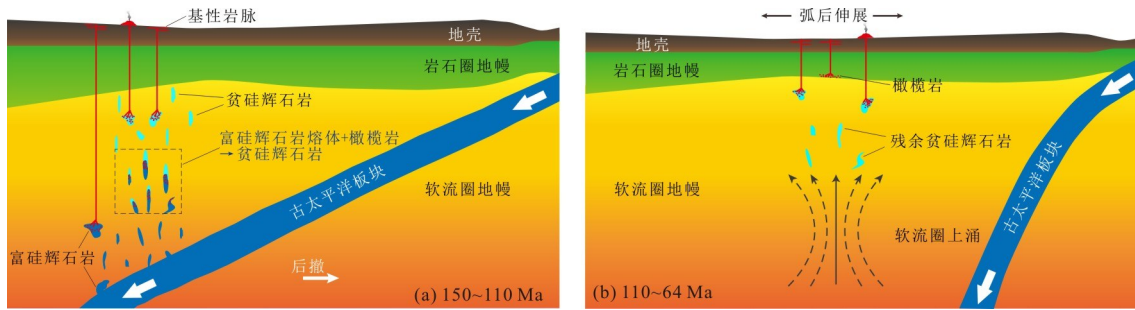 基性岩脉
地壳
岩石圈地幔
贫硅辉石岩
富硅辉石岩熔体+橄榄岩
→贫硅辉石岩
软流圈地幔
古太平洋板块
富硅辉石岩
后撤
(a) 150~110 Ma
弧后伸展
地壳
岩石圈地幔
橄榄岩
残余贫硅辉石岩
软流圈地幔
古太平洋板块
软流圈上涌
(b) 110~64 Ma